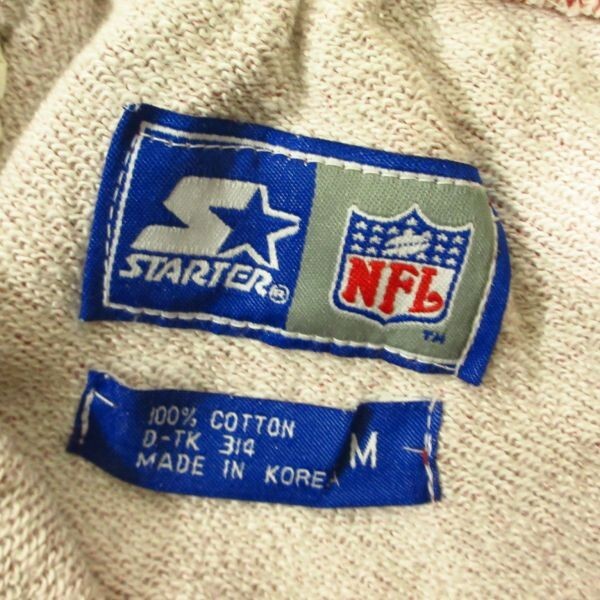 STARTER®
NFL
TM
100% COTTON
D-TK 314
MADE IN KOREA
M